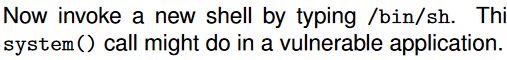 Now invoke a new shell by typing /bin/sh. Thi
system() call might do in a vulnerable application.